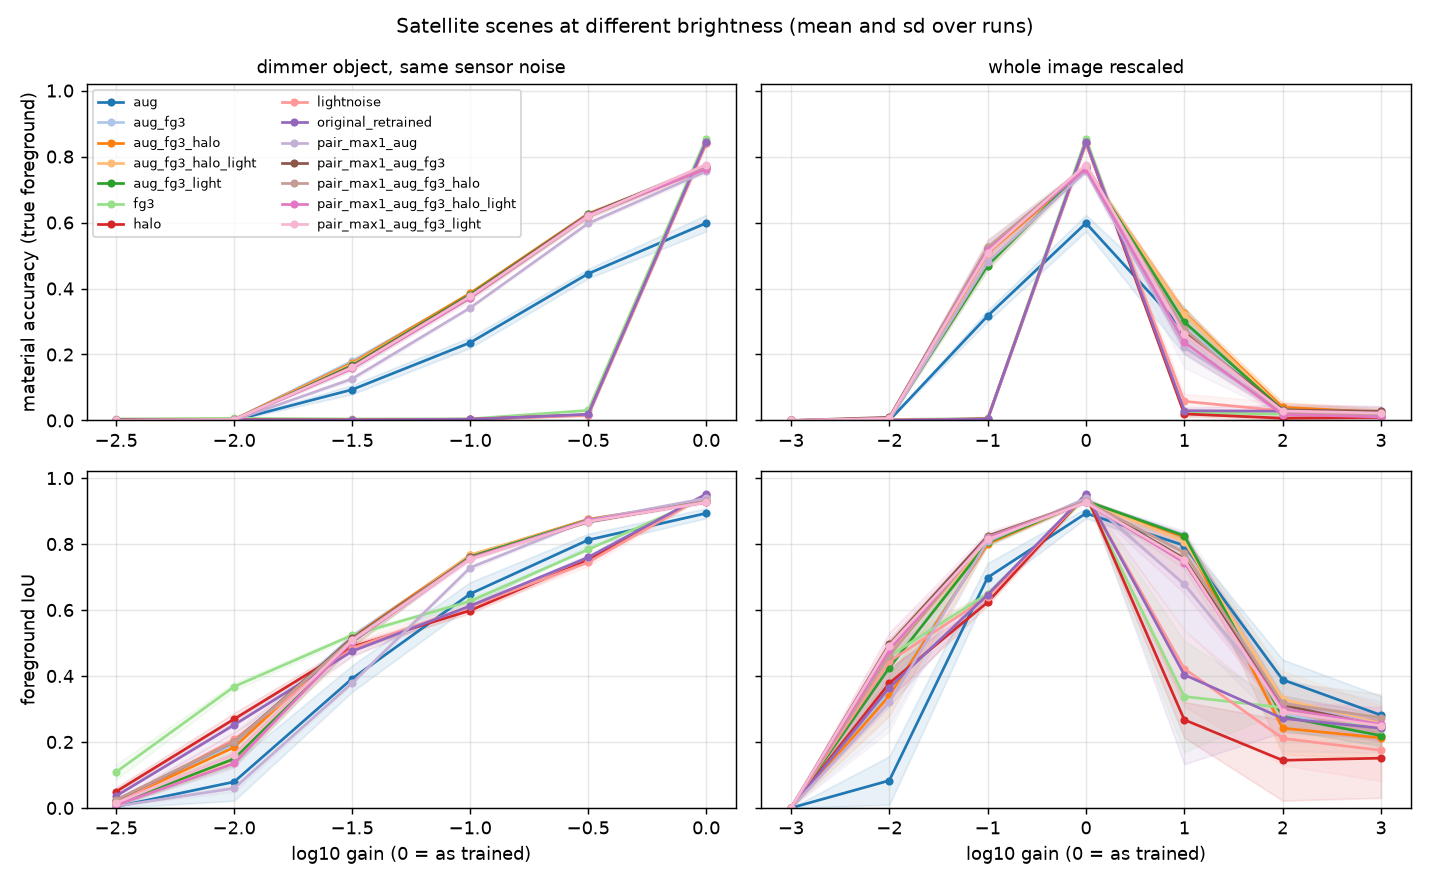 Satellite scenes at different brightness (mean and sd over runs)
dimmer object, same sensor noise
whole image rescaled
material accuracy (true foreground)
1.0
0.8
0.6
0.4
0.2
0.0
aug
aug_fg3
aug_fg3_halo
aug_fg3_halo_light
aug_fg3_light
fg3
halo
lightnoise
original_retrained
pair_max1_aug
pair_max1_aug_fg3
pair_max1_aug_fg3_halo
pair_max1_aug_fg3_halo_light
pair_max1_aug_fg3_light
−2.5 −2.0 −1.5 −1.0 −0.5 0.0
−3 −2 −1 0 1 2 3
foreground IoU
1.0
0.8
0.6
0.4
0.2
0.0
−2.5 −2.0 −1.5 −1.0 −0.5 0.0
log10 gain (0 = as trained)
−3 −2 −1 0 1 2 3
log10 gain (0 = as trained)